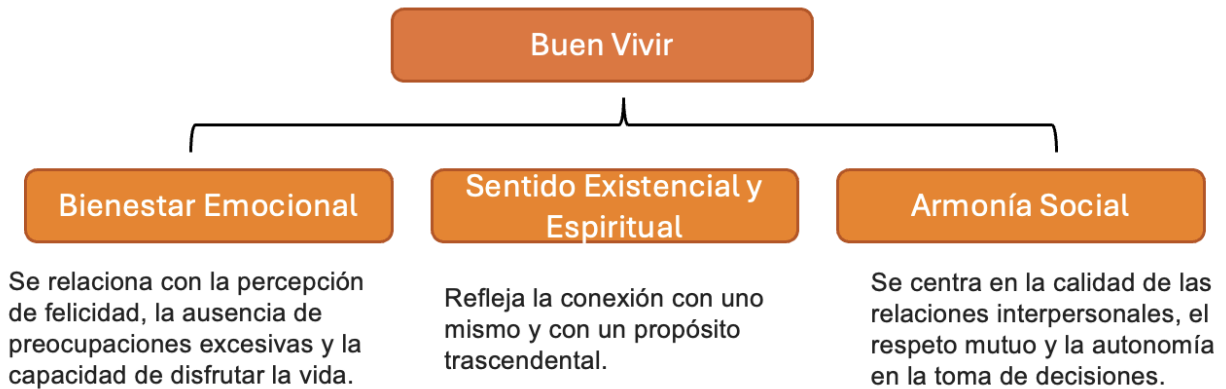 Buen Vivir
Bienestar Emocional
Se relaciona con la percepción
de felicidad, la ausencia de
preocupaciones excesivas y la
capacidad de disfrutar la vida.
Sentido Existencial y
Espiritual
Refleja la conexión con uno
mismo y con un propósito
trascendental.
Armonía Social
Se centra en la calidad de las
relaciones interpersonales, el
respeto mutuo y la autonomía
en la toma de decisiones.